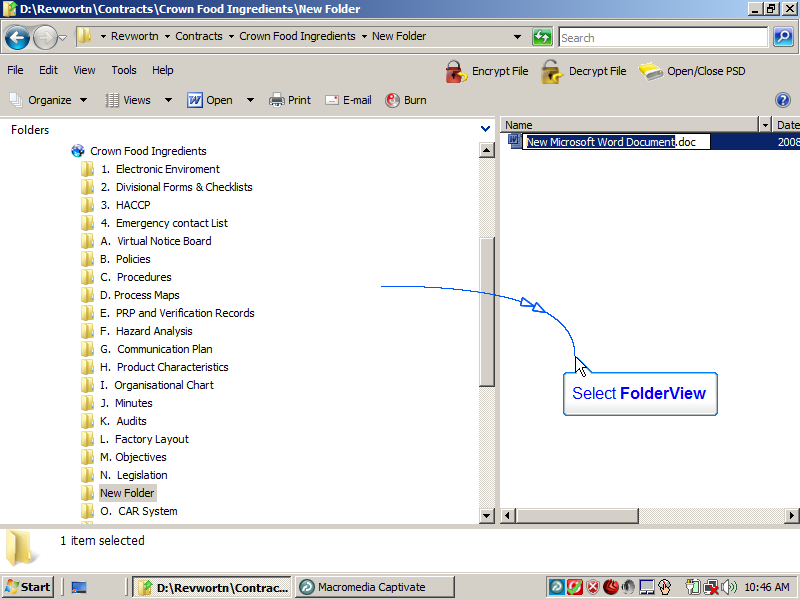 D:\Revwortn\Contracts\Crown Food Ingredients\New Folder
Revwortn Contracts Crown Food Ingredients New Folder Search
File Edit View Tools Help Encrypt File Decrypt File Open/Close PSD
Organize Views Open Print E-mail Burn
Folders
Name Date
New Microsoft Word Document.doc 2008
Crown Food Ingredients
1. Electronic Enviroment
2. Divisional Forms & Checklists
3. HACCP
4. Emergency contact List
A. Virtual Notice Board
B. Policies
C. Procedures
D. Process Maps
E. PRP and Verification Records
F. Hazard Analysis
G. Communication Plan
H. Product Characteristics
I. Organisational Chart
J. Minutes
K. Audits
L. Factory Layout
M. Objectives
N. Legislation
New Folder
O. CAR System
Select FolderView
1 item selected
Start D:\Revwortn\Contrac... Macromedia Captivate 10:46 AM